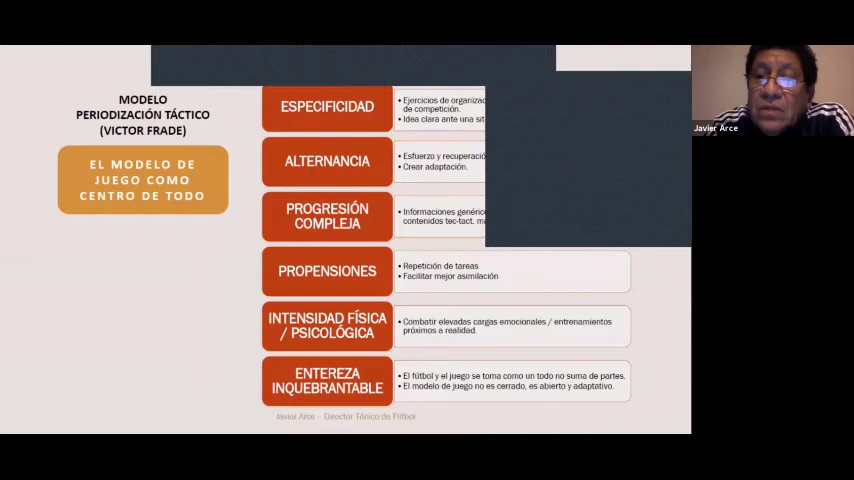 MODELO
PERIODIZACIÓN TÁCTICO
(VICTOR FRADE)
EL MODELO DE
JUEGO COMO
CENTRO DE TODO
ESPECIFICIDAD
• Ejercicios de
de competición.
• Idea clara ante una
ALTERNANCIA
• Esfuerzo y recuperació
• Crear adaptación.
PROGRESIÓN
COMPLEJA
• Informaciones
contenidos tec-tact.
PROPENSIONES
• Repetición de tareas
• Facilitar mejor asimilación
INTENSIDAD FÍSICA
/ PSICOLÓGICA
• Combatir elevadas cargas emocionales / entrenamientos
próximos a realidad.
ENTEREZA
INQUEBRANTABLE
• El fútbol y el juego se toma como un todo no suma de partes.
• El modelo de juego no es cerrado, es abierto y adaptativo.
Javier Arce – Director Ténico de Fútbol
Javier Arce